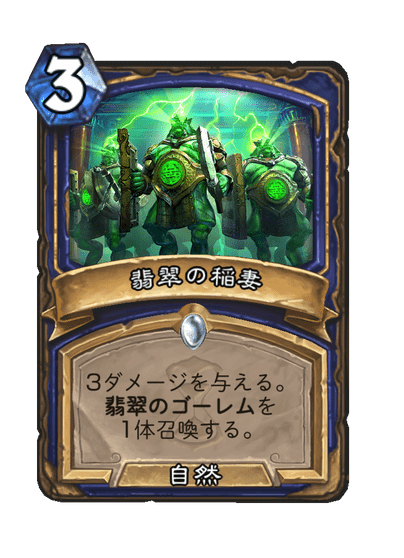 3
翡翠の稲妻
3ダメージを与える。
翡翠のゴーレムを
1体召喚する。
自然